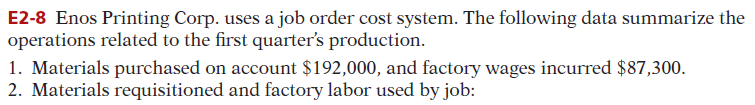 E2-8 Enos Printing Corp. uses a job order cost system. The following data summarize the
operations related to the first quarter's production.
1. Materials purchased on account $192,000, and factory wages incurred $87,300.
2. Materials requisitioned and factory labor used by job: